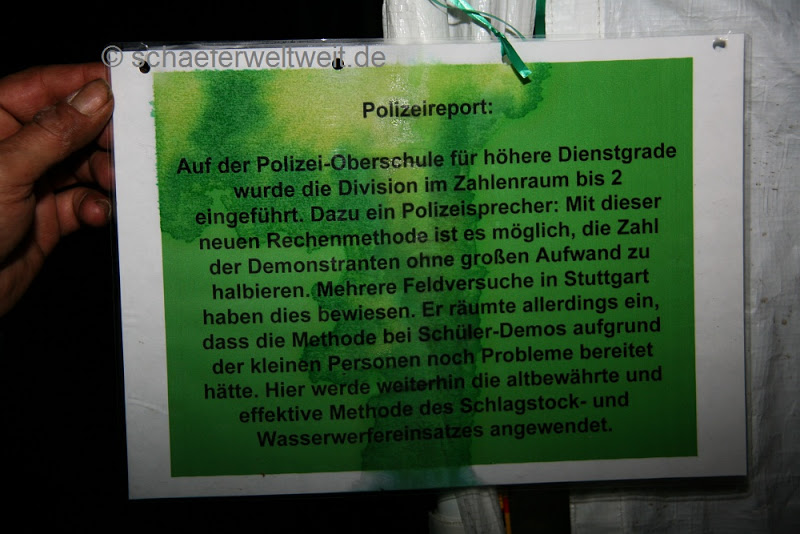 © schaeferweltweit.de
Polizeireport:
Auf der Polizei-Oberschule für höhere Dienstgrade
wurde die Division im Zahlenraum bis 2
eingeführt. Dazu ein Polizeisprecher: Mit dieser
neuen Rechenmethode ist es möglich, die Zahl
der Demonstranten ohne großen Aufwand zu
halbieren. Mehrere Feldversuche in Stuttgart
haben dies bewiesen. Er räumte allerdings ein,
dass die Methode bei Schüler-Demos aufgrund
der kleinen Personen noch Probleme bereitet
hätte. Hier werde weiterhin die altbewährte und
effektive Methode des Schlagstock- und
Wasserwerfereinsatzes angewendet.